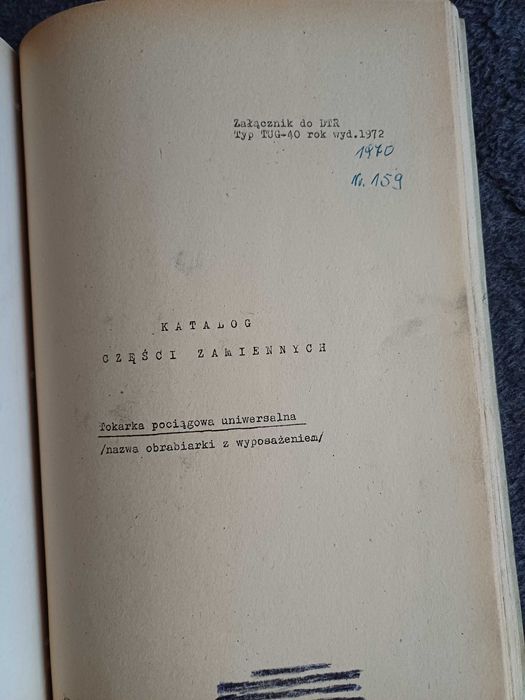 Załącznik do DTR
Typ TUG-40 rok wyd.1972
1970
Nr. 159
KATALOG
CZĘŚCI ZAMIENNYCH
Tokarka pociągowa uniwersalna
/nazwa obrabiarki z wyposażeniem/